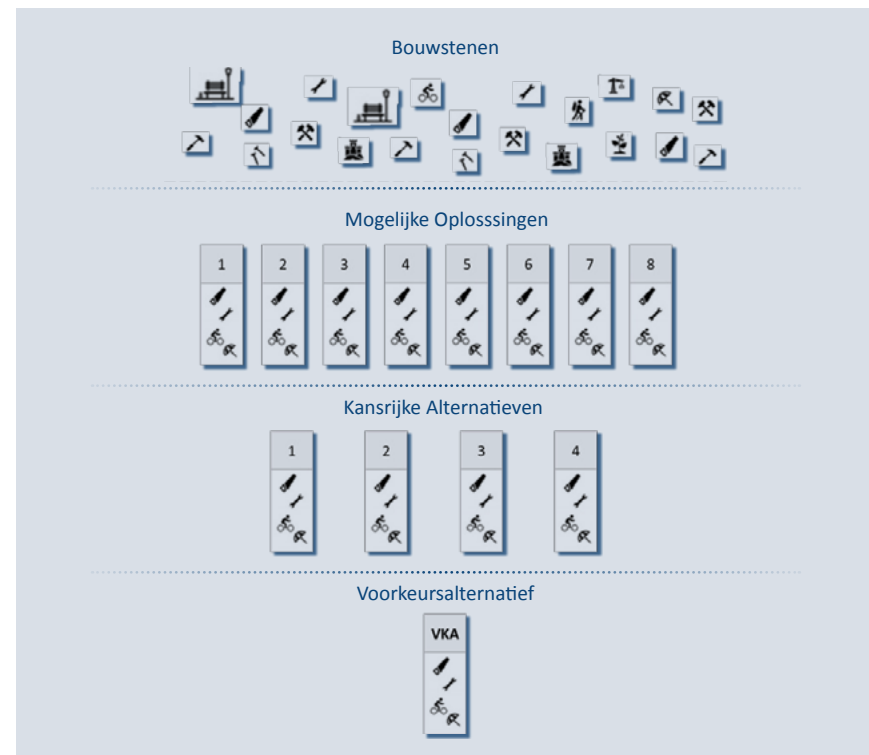 Bouwstenen
Mogelijke Oplosssingen
1 2 3 4 5 6 7 8
Kansrijke Alternatieven
1 2 3 4
Voorkeursalternatief
VKA